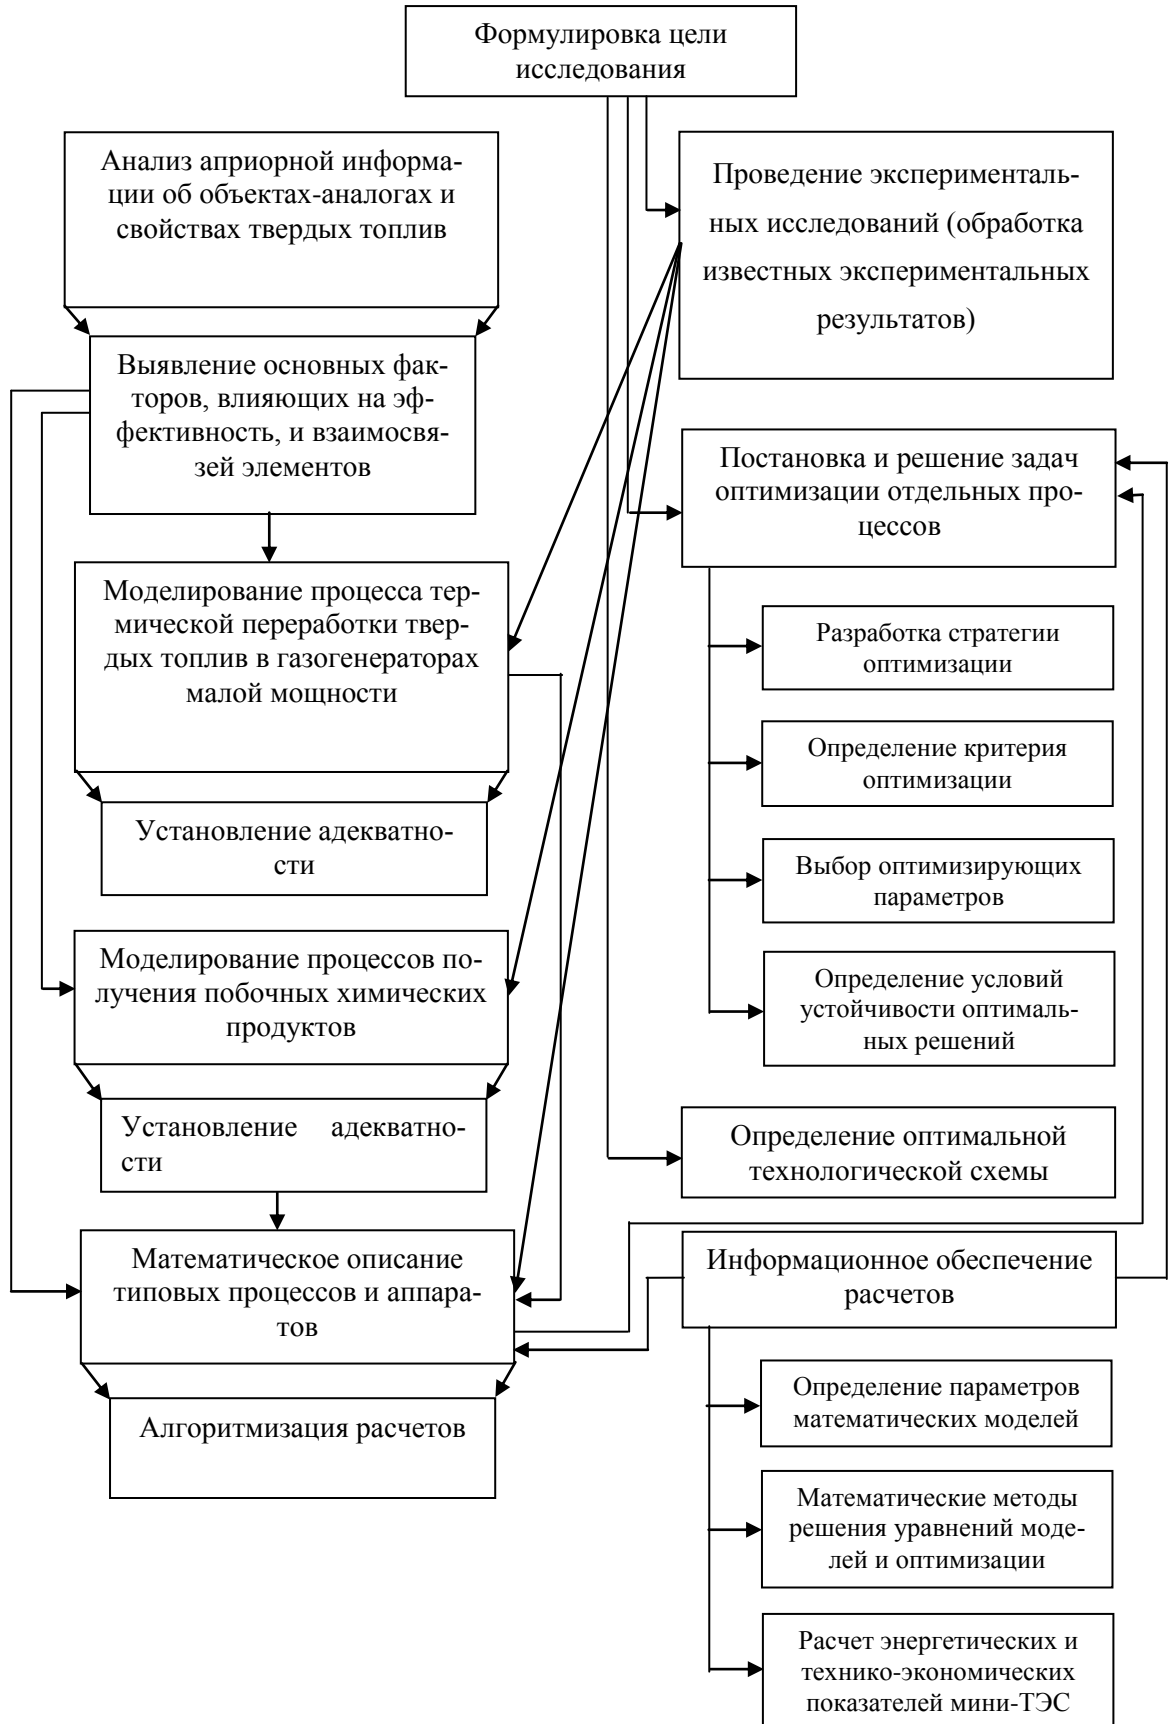 Формулировка цели
исследования
Анализ априорной информа-
ции об объектах-аналогах и
свойствах твердых топлив
Проведение эксперименталь-
ных исследований (обработка
известных экспериментальных
результатов)
Выявление основных фак-
торов, влияющих на эф-
фективность, и взаимосвя-
зей элементов
Постановка и решение задач
оптимизации отдельных про-
цессов
Моделирование процесса тер-
мической переработки твер-
дых топлив в газогенераторах
малой мощности
Разработка стратегии
оптимизации
Определение критерия
оптимизации
Установление адекватно-
сти
Выбор оптимизирующих
параметров
Моделирование процессов по-
лучения побочных химических
продуктов
Определение условий
устойчивости оптималь-
ных решений
Установление адекватно-
сти
Определение оптимальной
технологической схемы
Математическое описание
типовых процессов и аппара-
тов
Информационное обеспечение
расчетов
Алгоритмизация расчетов
Определение параметров
математических моделей
Математические методы
решения уравнений моде-
лей и оптимизации
Расчет энергетических и
технико-экономических
показателей мини-ТЭС